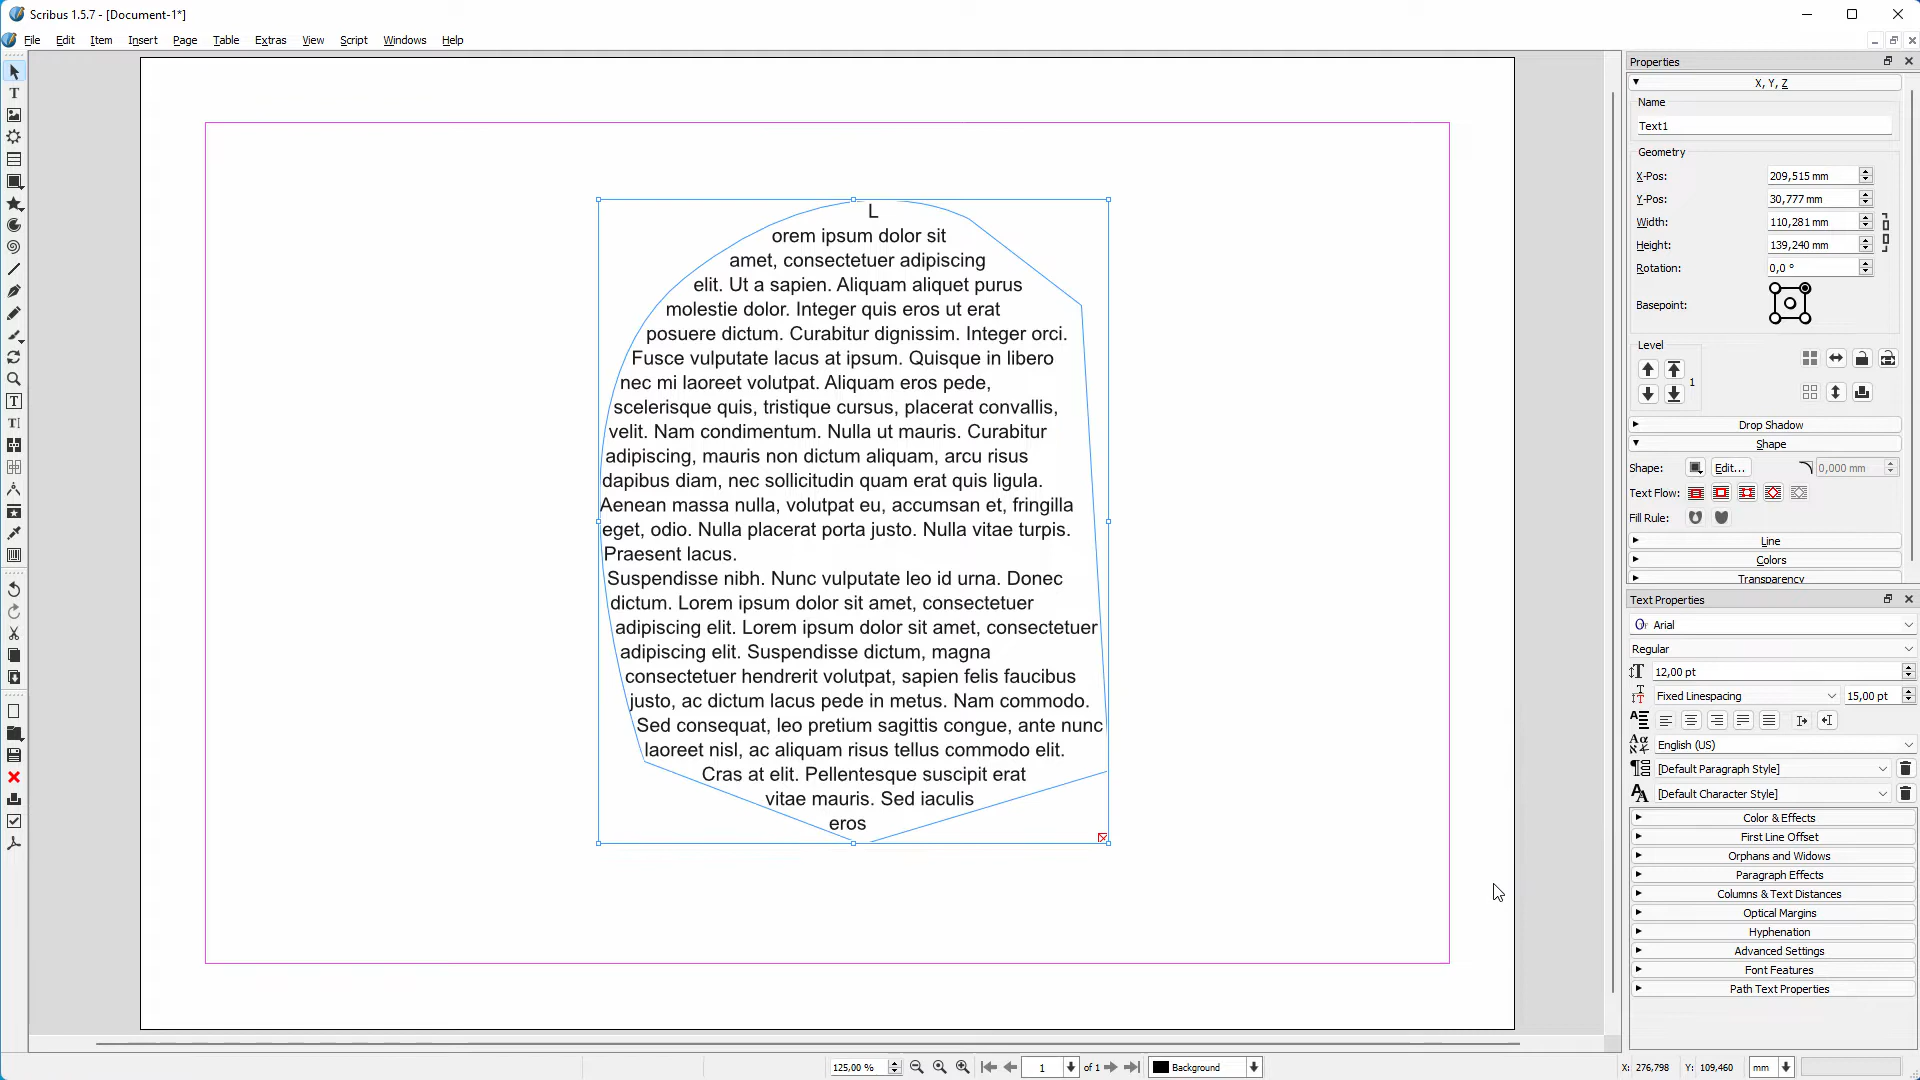 Scribus 1.5.7 - [Document-1*]
File Edit Item Insert Page Table Extras View Script Windows Help
L
orem ipsum dolor sit
amet, consectetuer adipiscing
elit. Ut a sapien. Aliquam aliquet purus
molestie dolor. Integer quis eros ut erat
posuere dictum. Curabitur dignissim. Integer orci.
Fusce vulputate lacus at ipsum. Quisque in libero
nec mi laoreet volutpat. Aliquam eros pede,
scelerisque quis, tristique cursus, placerat convallis,
velit. Nam condimentum. Nulla ut mauris. Curabitur
adipiscing, mauris non dictum aliquam, arcu risus
dapibus diam, nec sollicitudin quam erat quis ligula.
Aenean massa nulla, volutpat eu, accumsan et, fringilla
eget, odio. Nulla placerat porta justo. Nulla vitae turpis.
Praesent lacus.
Suspendisse nibh. Nunc vulputate leo id urna. Donec
dictum. Lorem ipsum dolor sit amet, consectetuer
adipiscing elit. Lorem ipsum dolor sit amet, consectetuer
adipiscing elit. Suspendisse dictum, magna
consectetuer hendrerit volutpat, sapien felis faucibus
justo, ac dictum lacus pede in metus. Nam commodo.
Sed consequat, leo pretium sagittis congue, ante nunc
laoreet nisl, ac aliquam risus tellus commodo elit.
Cras at elit. Pellentesque suscipit erat
vitae mauris. Sed iaculis
eros
Properties
X, Y, Z
Name
Text1
Geometry
X-Pos: 209,515 mm
Y-Pos: 30,777 mm
Width: 110,281 mm
Height: 139,240 mm
Rotation: 0,0 °
Basepoint:
Level
1
Drop Shadow
Shape
Shape: Edit... 0,000 mm
Text Flow:
Fill Rule:
Line
Colors
Transparency
Text Properties
Arial
Regular
12,00 pt
Fixed Linespacing 15,00 pt
English (US)
[Default Paragraph Style]
[Default Character Style]
Color & Effects
First Line Offset
Orphans and Widows
Paragraph Effects
Columns & Text Distances
Optical Margins
Hyphenation
Advanced Settings
Font Features
Path Text Properties
125,00 % 1 of 1 Background X: 276,798 Y: 109,460 mm